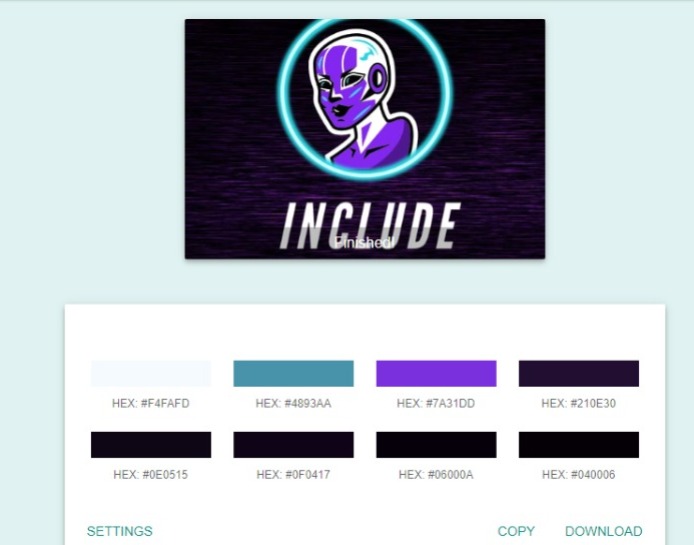 INCLUDE
Finished!
HEX: #F4FAFD
HEX: #4893AA
HEX: #7A31DD
HEX: #210E30
HEX: #0E0515
HEX: #0F0417
HEX: #06000A
HEX: #040006
SETTINGS
COPY
DOWNLOAD